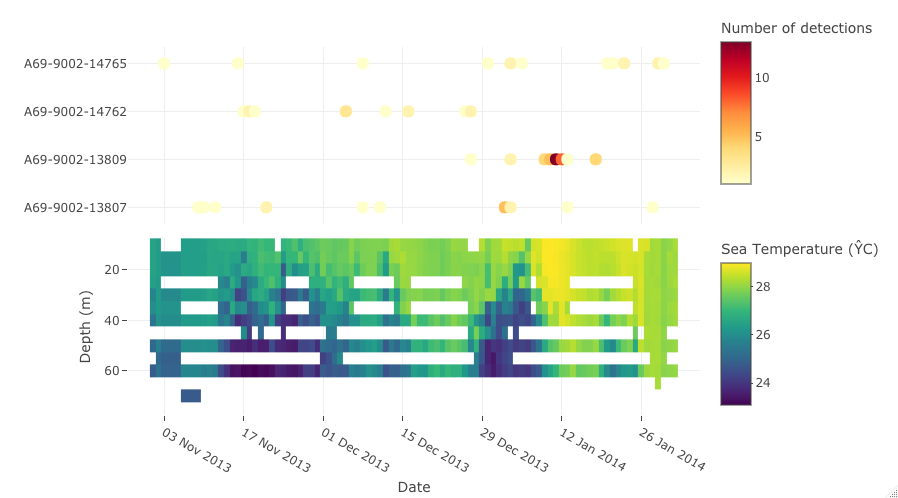 Number of detections
A69-9002-14765
10
A69-9002-14762
5
A69-9002-13809
A69-9002-13807
Sea Temperature (ŶC)
20
28
Depth (m)
40
26
60
24
03 Nov 2013
17 Nov 2013
01 Dec 2013
15 Dec 2013
29 Dec 2013
12 Jan 2014
26 Jan 2014
Date